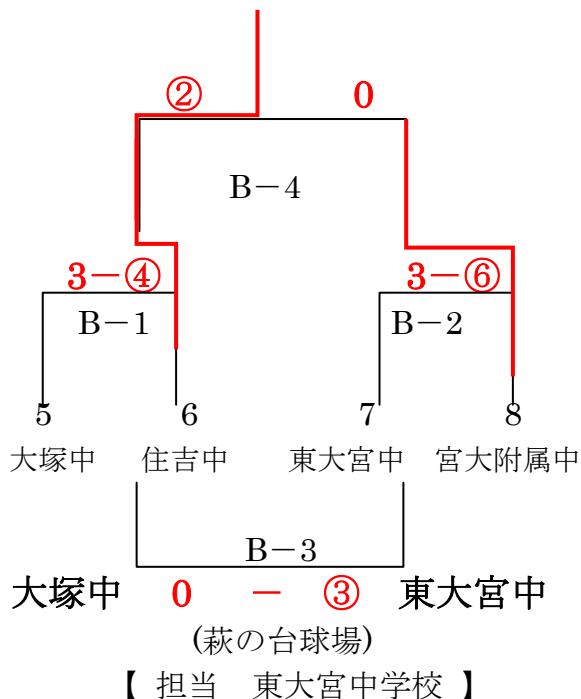 ② 0
B－4
3－④ 3－⑥
B－1 B－2
5 6 7 8
大塚中 住吉中 東大宮中 宮大附属中
B－3
大塚中 0 － ③ 東大宮中
(萩の台球場)
【 担当 東大宮中学校 】